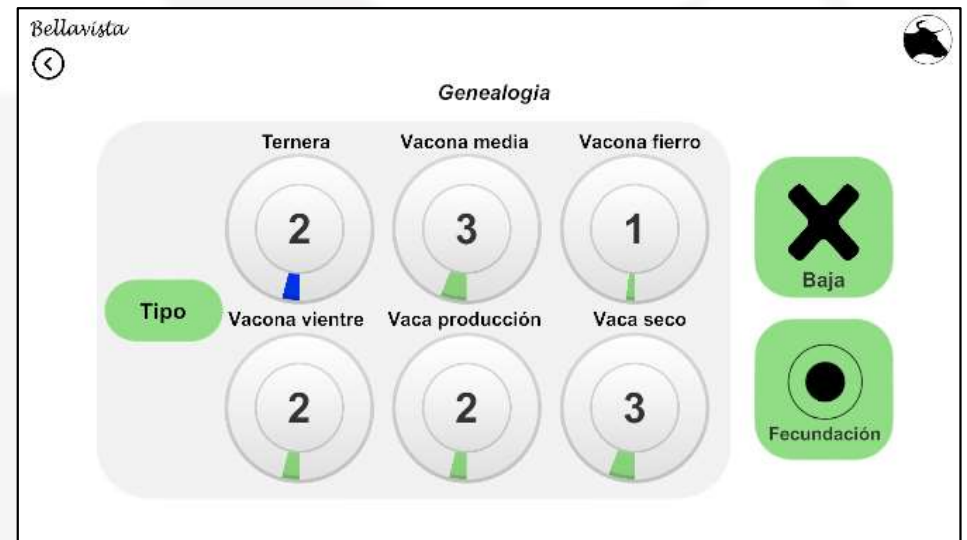 Bellavista
Genealogia
Ternera
Vacona media
Vacona fierro
2
3
1
Baja
Tipo
Vacona vientre
Vaca producción
Vaca seco
2
2
3
Fecundación